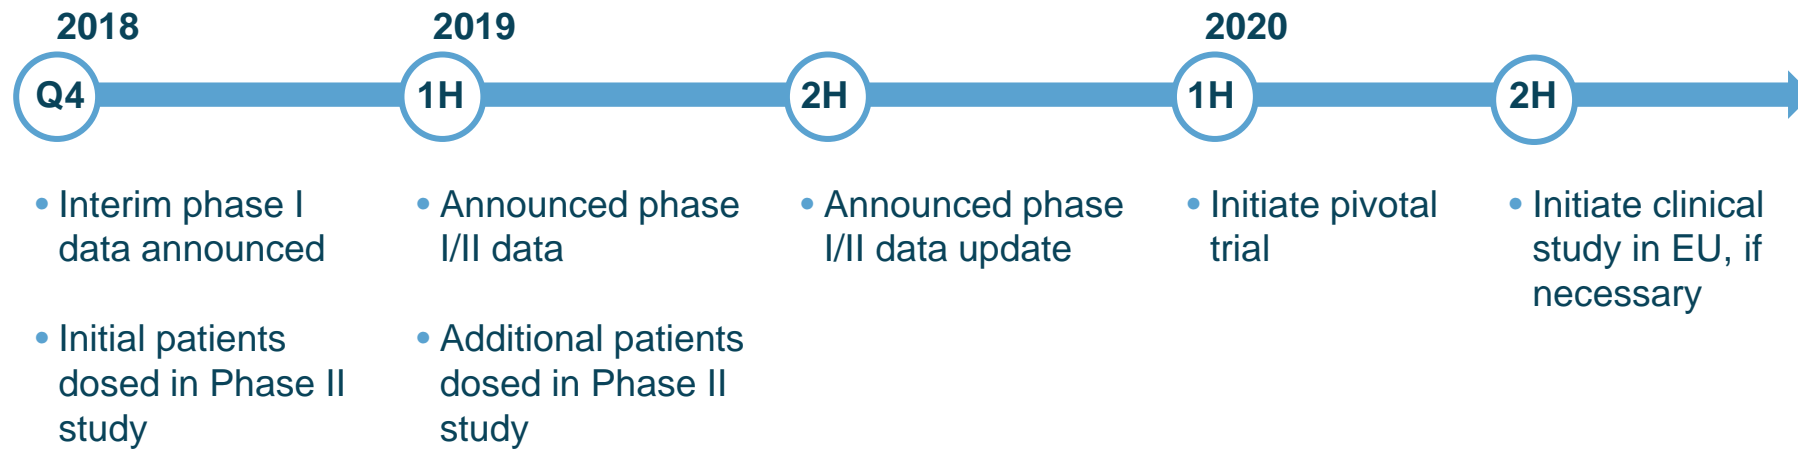 2018
2019
2020
Q4
1H
2H
1H
2H
• Interim phase I
data announced
• Initial patients
dosed in Phase II
study
• Announced phase
I/II data
• Additional patients
dosed in Phase II
study
• Announced phase
I/II data update
• Initiate pivotal
trial
• Initiate clinical
study in EU, if
necessary